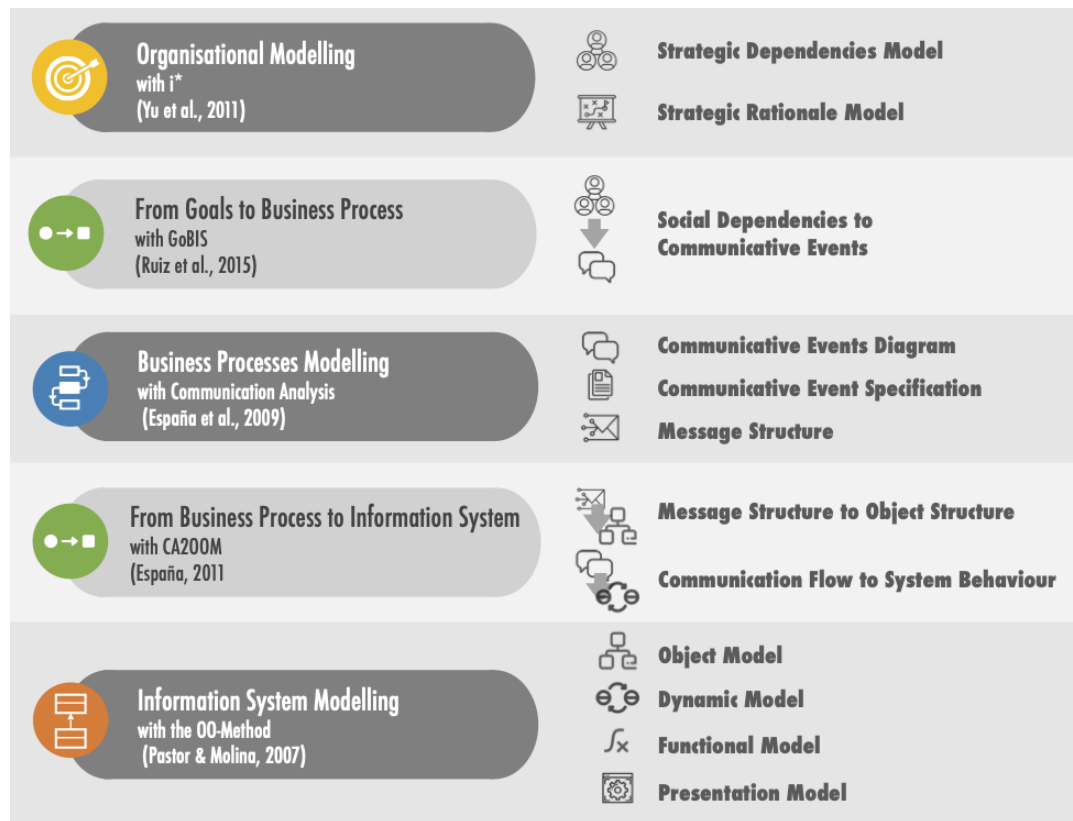 Organisational Modelling
with i*
(Yu et al., 2011)
Strategic Dependencies Model
Strategic Rationale Model
From Goals to Business Process
with GoBIS
(Ruiz et al., 2015)
Social Dependencies to
Communicative Events
Business Processes Modelling
with Communication Analysis
(España et al., 2009)
Communicative Events Diagram
Communicative Event Specification
Message Structure
From Business Process to Information System
with CA2OOM
(España, 2011
Message Structure to Object Structure
Communication Flow to System Behaviour
Information System Modelling
with the OO-Method
(Pastor & Molina, 2007)
Object Model
Dynamic Model
Functional Model
Presentation Model